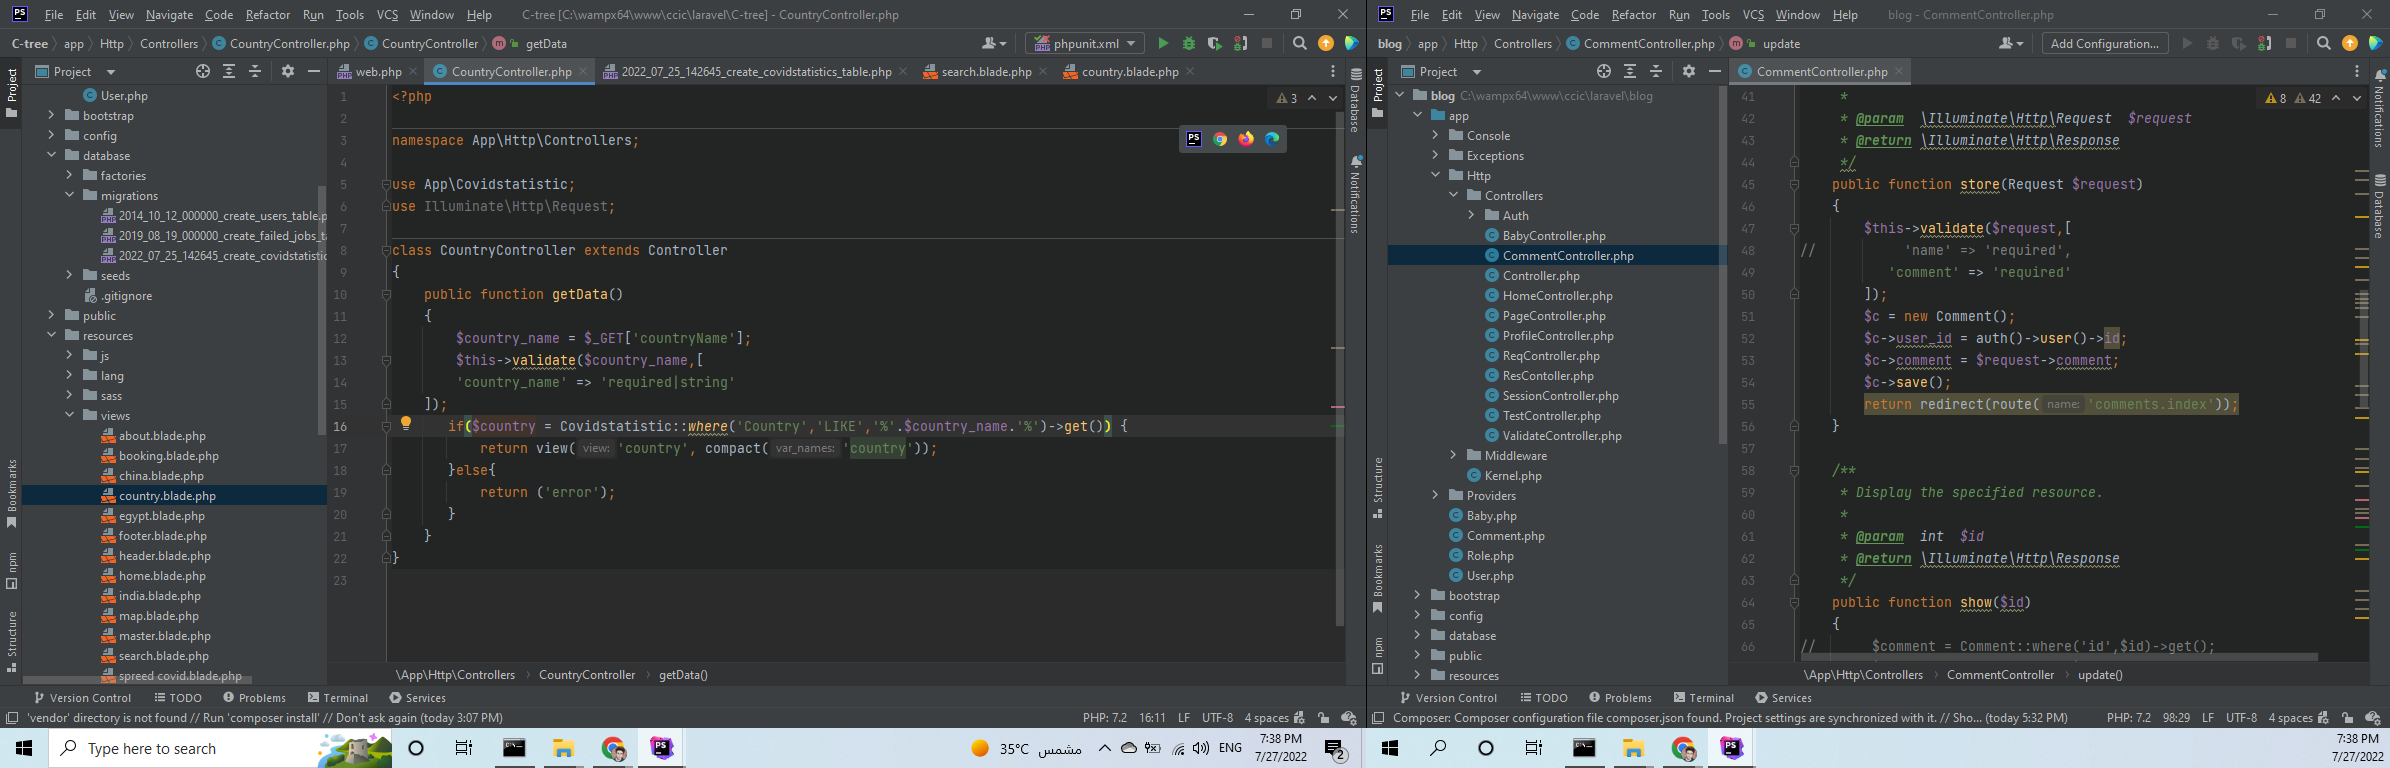 File Edit View Navigate Code Refactor Run Tools VCS Window Help C-tree [C:\wampx64\www\ccic\laravel\C-tree] - CountryController.php
C-tree app Http Controllers CountryController.php CountryController getData phpunit.xml
Project web.php CountryController.php 2022_07_25_142645_create_covidstatistics_table.php search.blade.php country.blade.php
Project
Bookmarks
npm
Structure
User.php
bootstrap
config
database
factories
migrations
2014_10_12_000000_create_users_table.p
2019_08_19_000000_create_failed_jobs_ta
2022_07_25_142645_create_covidstatistic
seeds
.gitignore
public
resources
js
lang
sass
views
about.blade.php
booking.blade.php
china.blade.php
country.blade.php
egypt.blade.php
footer.blade.php
header.blade.php
home.blade.php
india.blade.php
map.blade.php
master.blade.php
search.blade.php
spreed covid.blade.php
3
1 <?php
2
3 namespace App\Http\Controllers;
4
5 use App\Covidstatistic;
6 use Illuminate\Http\Request;
7
8 class CountryController extends Controller
9 {
10 public function getData()
11 {
12 $country_name = $_GET['countryName'];
13 $this->validate($country_name,[
14 'country_name' => 'required|string'
15 ]);
16 if($country = Covidstatistic::where('Country','LIKE','%'.$country_name.'%')->get()) {
17 return view( view: 'country', compact( var_names: 'country'));
18 }else{
19 return ('error');
20 }
21 }
22 }
23
Database
Notifications
\App\Http\Controllers CountryController getData()
Version Control TODO Problems Terminal Services
'vendor' directory is not found // Run 'composer install' // Don't ask again (today 3:07 PM) PHP: 7.2 16:11 LF UTF-8 4 spaces
Type here to search 35°C مشمس ENG 7:38 PM 7/27/2022 2
File Edit View Navigate Code Refactor Run Tools VCS Window Help blog - CommentController.php
blog app Http Controllers CommentController.php update Add Configuration...
Project CommentController.php
Project
Structure
Bookmarks
npm
blog C:\wampx64\www\ccic\laravel\blog
app
Console
Exceptions
Http
Controllers
Auth
BabyController.php
CommentController.php
Controller.php
HomeController.php
PageController.php
ProfileController.php
ReqController.php
ResContoller.php
SessionController.php
TestController.php
ValidateController.php
Middleware
Kernel.php
Providers
Baby.php
Comment.php
Role.php
User.php
bootstrap
config
database
public
resources
8 42
41 *
42 * @param \Illuminate\Http\Request $request
43 * @return \Illuminate\Http\Response
44 */
45 public function store(Request $request)
46 {
47 $this->validate($request,[
48 // 'name' => 'required',
49 'comment' => 'required'
50 ]);
51 $c = new Comment();
52 $c->user_id = auth()->user()->id;
53 $c->comment = $request->comment;
54 $c->save();
55 return redirect(route( name: 'comments.index'));
56 }
57
58 /**
59 * Display the specified resource.
60 *
61 * @param int $id
62 * @return \Illuminate\Http\Response
63 */
64 public function show($id)
65 {
66 // $comment = Comment::where('id',$id)->get();
Notifications
Database
\App\Http\Controllers CommentController update()
Version Control TODO Problems Terminal Services
Composer: Composer configuration file composer.json found. Project settings are synchronized with it. // Sho... (today 5:32 PM) PHP: 7.2 98:29 LF UTF-8 4 spaces
7:38 PM
7/27/2022